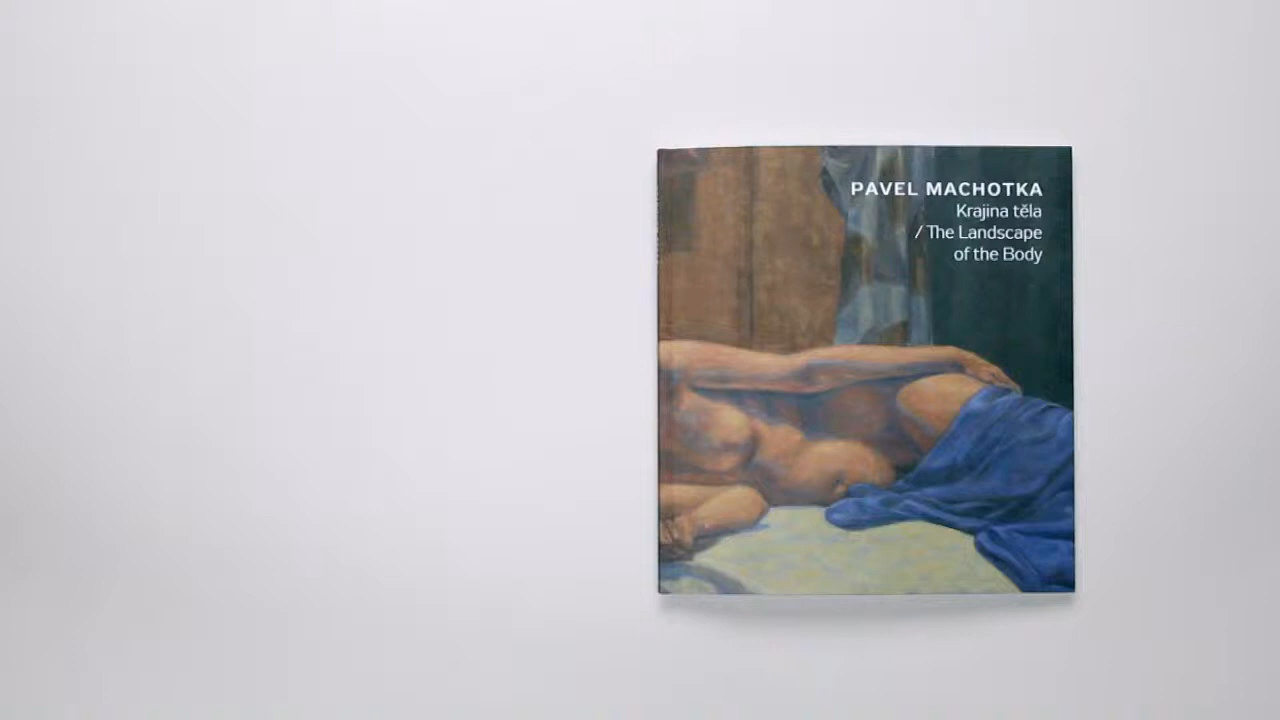 PAVEL MACHOTKA
Krajina těla
/ The Landscape
of the Body